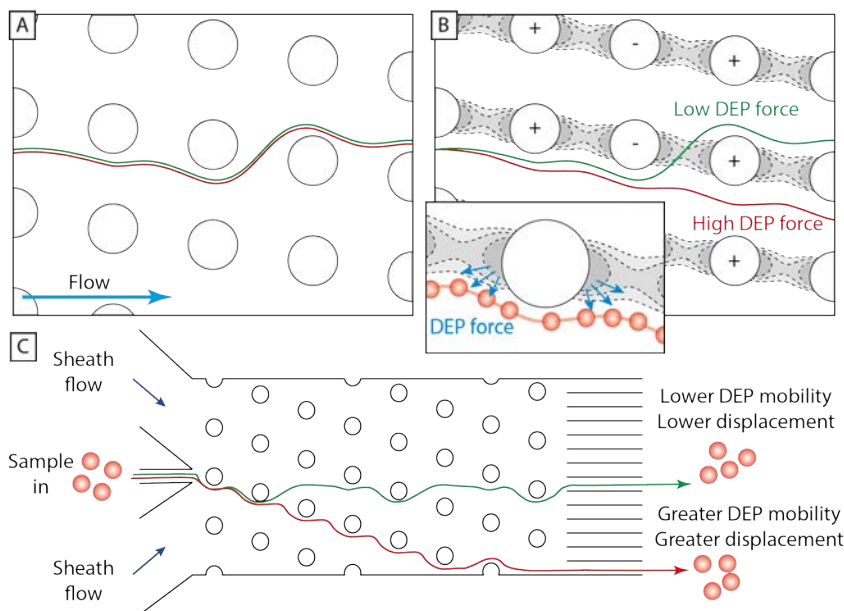 A
Flow
B
+
-
+
Low DEP force
+
-
+
High DEP force
+
+
DEP force
C
Sheath
flow
Sample
in
Sheath
flow
Lower DEP mobility
Lower displacement
Greater DEP mobility
Greater displacement